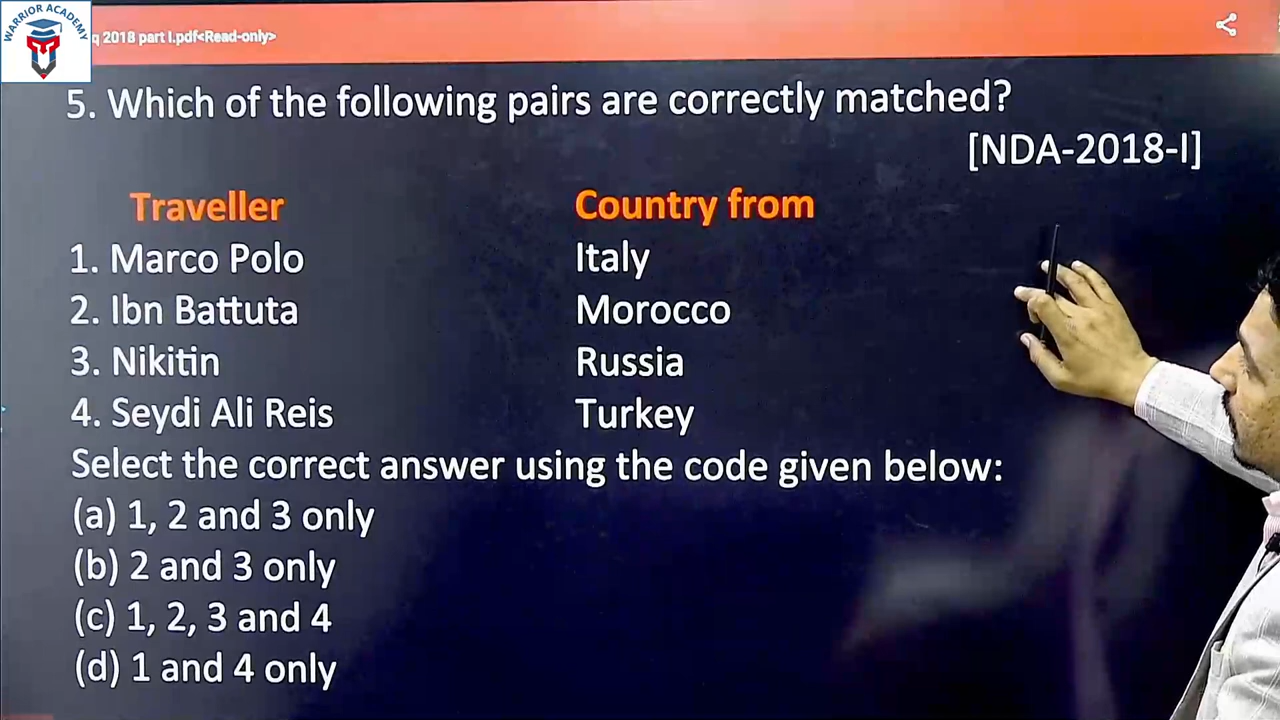 WARRIOR ACADEMY
q 2018 part I.pdf<Read-only>
5. Which of the following pairs are correctly matched?
[NDA-2018-I]
Traveller Country from
1. Marco Polo Italy
2. Ibn Battuta Morocco
3. Nikitin Russia
4. Seydi Ali Reis Turkey
Select the correct answer using the code given below:
(a) 1, 2 and 3 only
(b) 2 and 3 only
(c) 1, 2, 3 and 4
(d) 1 and 4 only